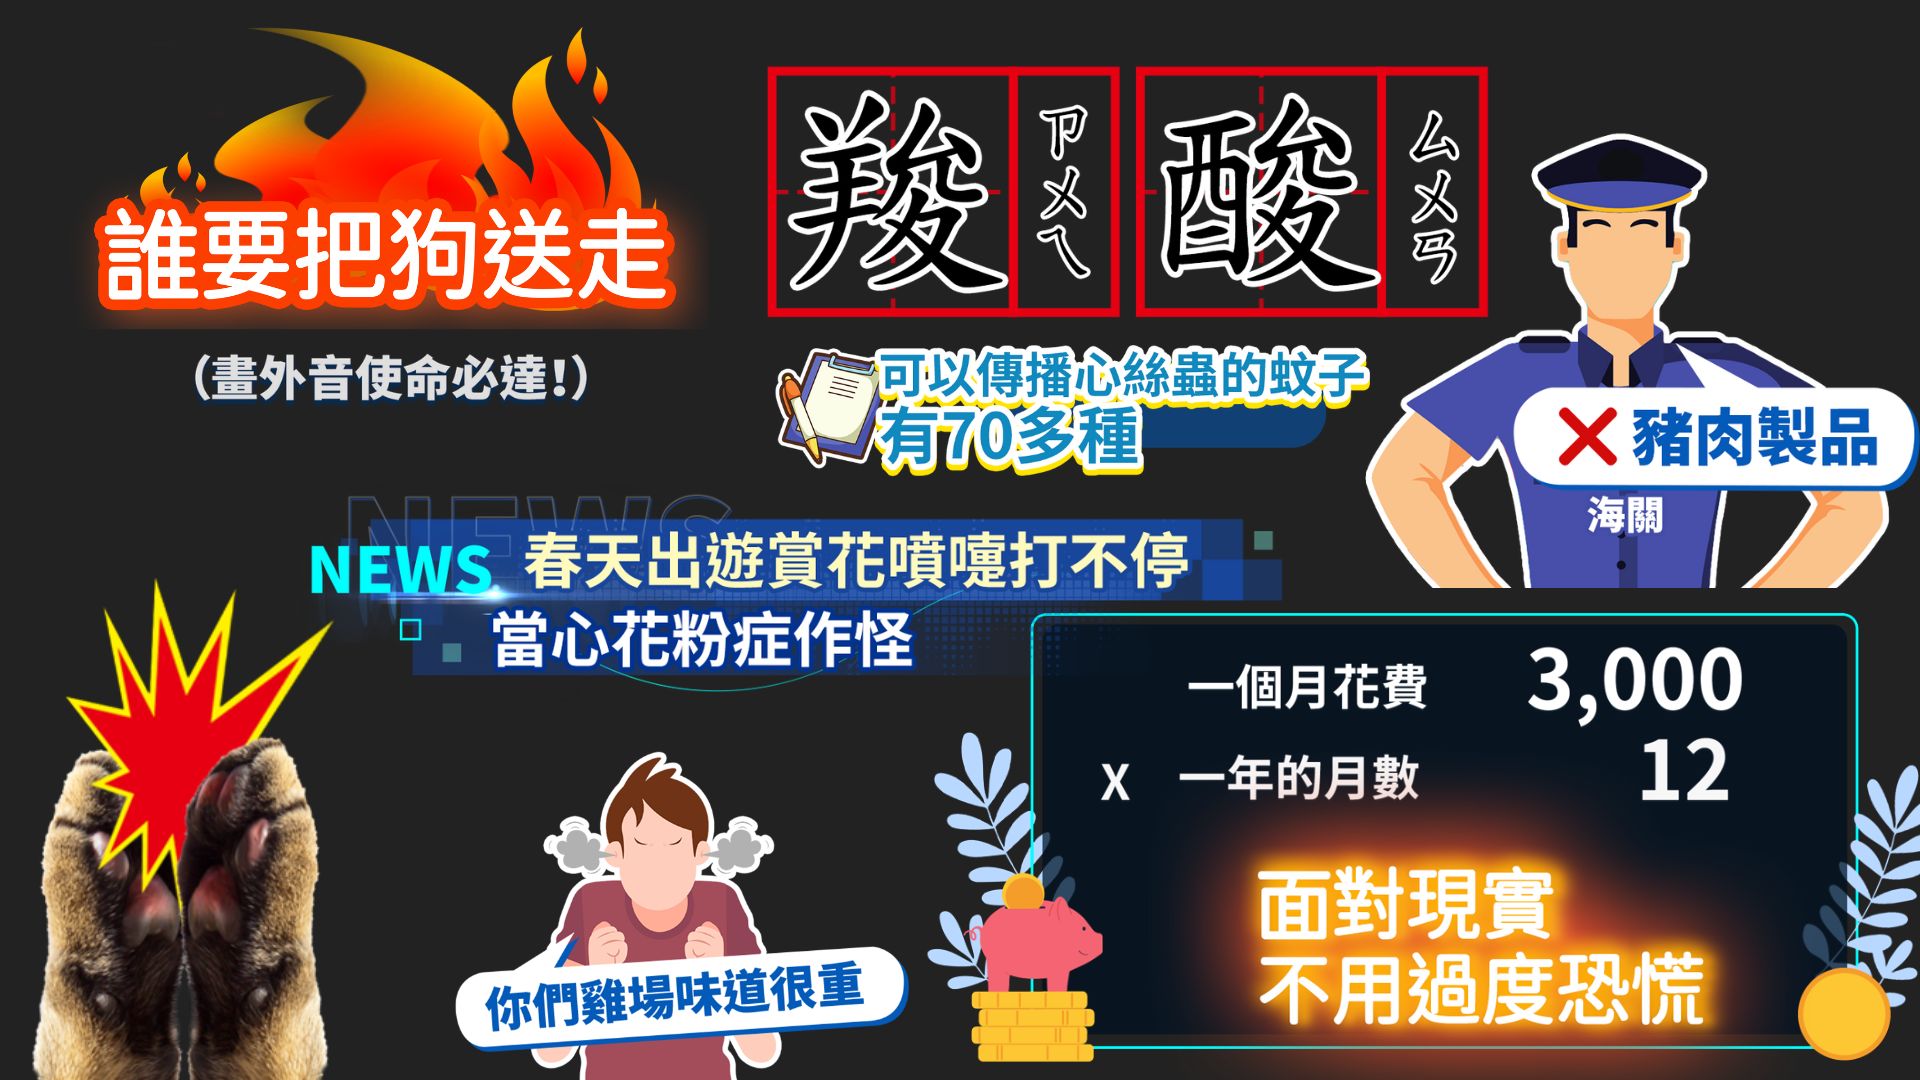 誰要把狗送走
(畫外音使命必達!)
羧 ㄗㄨㄟ 酸 ㄙㄨㄢ
可以傳播心絲蟲的蚊子
有70多種
❌豬肉製品
海關
NEWS
NEWS 春天出遊賞花噴嚏打不停
當心花粉症作怪
一個月花費 3,000
X 一年的月數 12
面對現實
不用過度恐慌
你們雞場味道很重